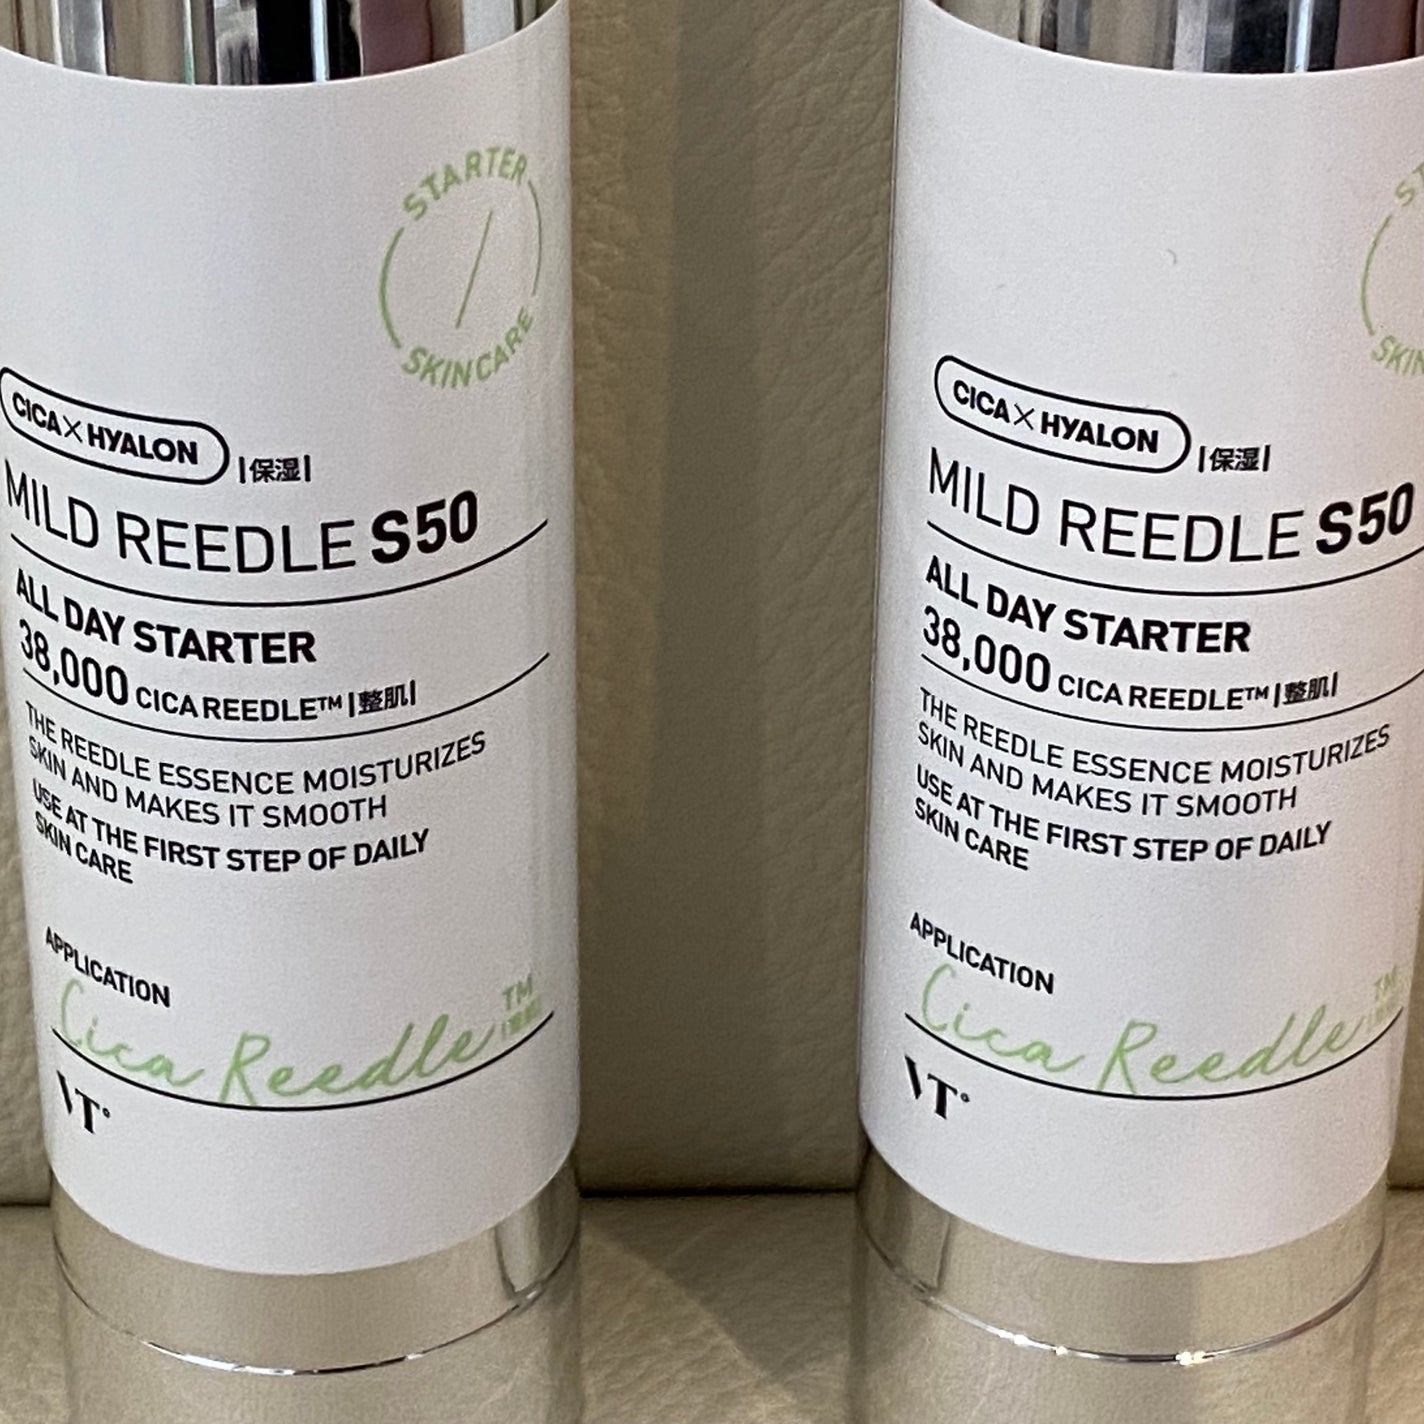 STARTER
SKINCARE
CICA×HYALON |保湿|
MILD REEDLE S50
ALL DAY STARTER
38,000 CICA REEDLE™ |整肌|
THE REEDLE ESSENCE MOISTURIZES
SKIN AND MAKES IT SMOOTH
USE AT THE FIRST STEP OF DAILY
SKIN CARE
APPLICATION
Cica Reedle™
VT
CICA×HYALON |保湿|
MILD REEDLE S50
ALL DAY STARTER
38,000 CICA REEDLE™ |整肌|
THE REEDLE ESSENCE MOISTURIZES
SKIN AND MAKES IT SMOOTH
USE AT THE FIRST STEP OF DAILY
SKIN CARE
APPLICATION
Cica Reedle™
VT